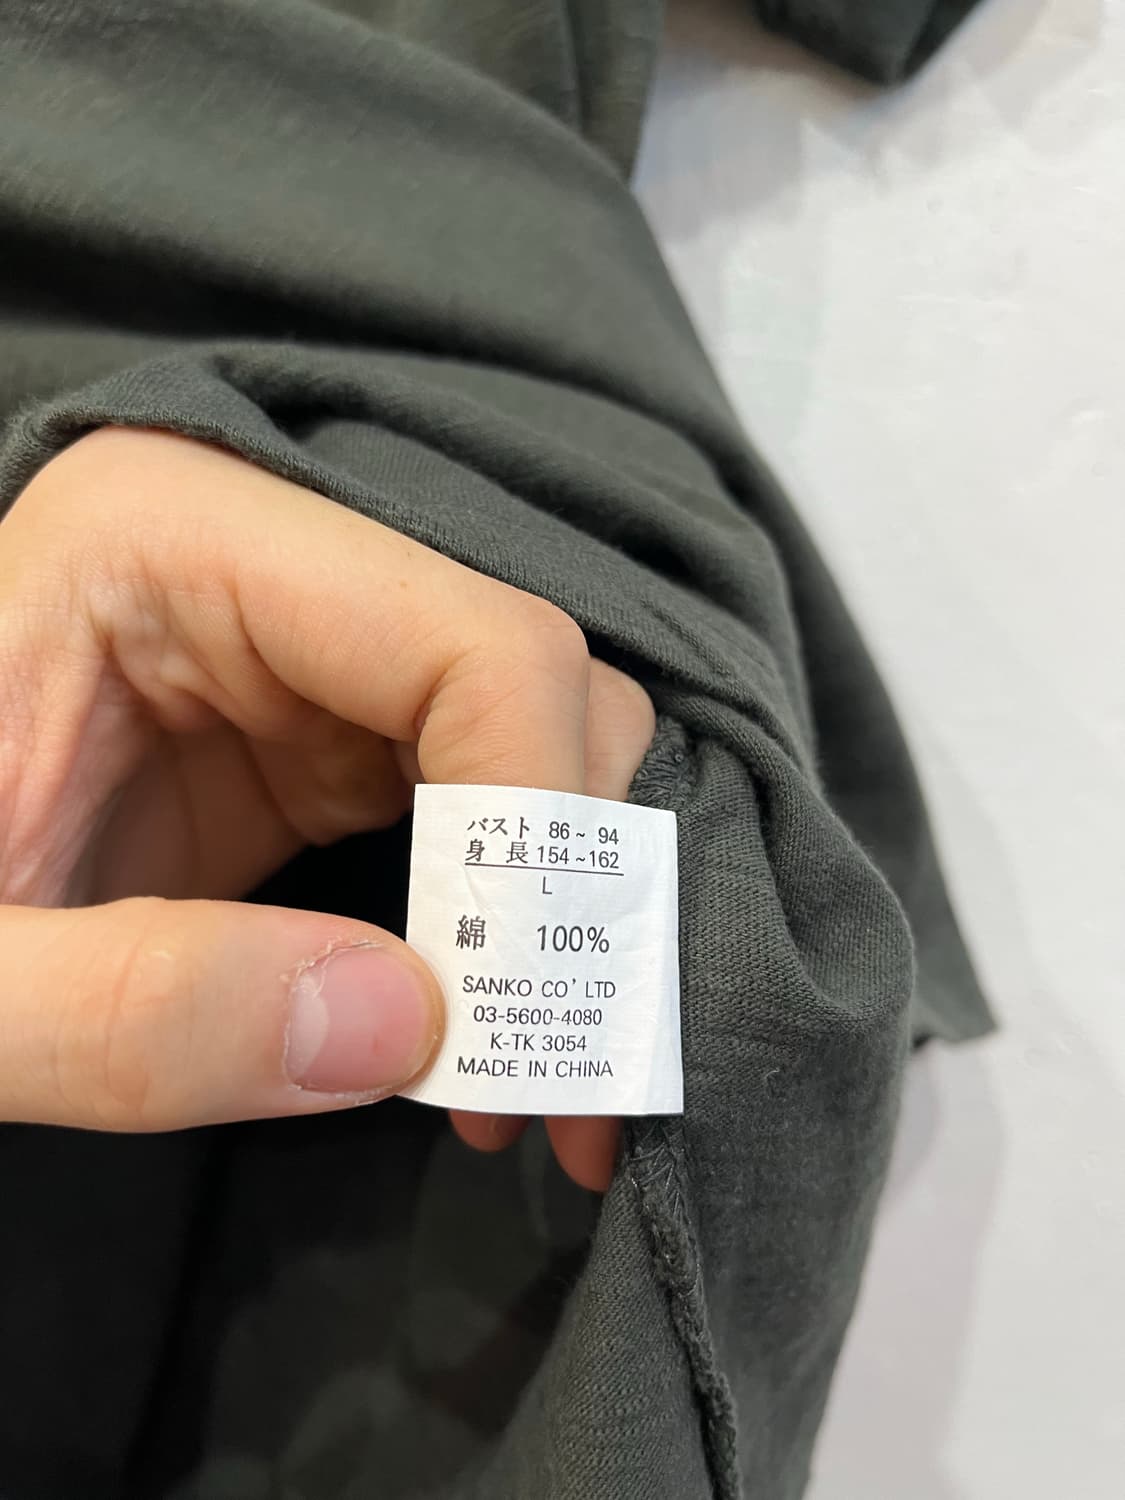 バスト 86~ 94
身 長 154~162
L
綿 100%
SANKO CO' LTD
03-5600-4080
K-TK 3054
MADE IN CHINA